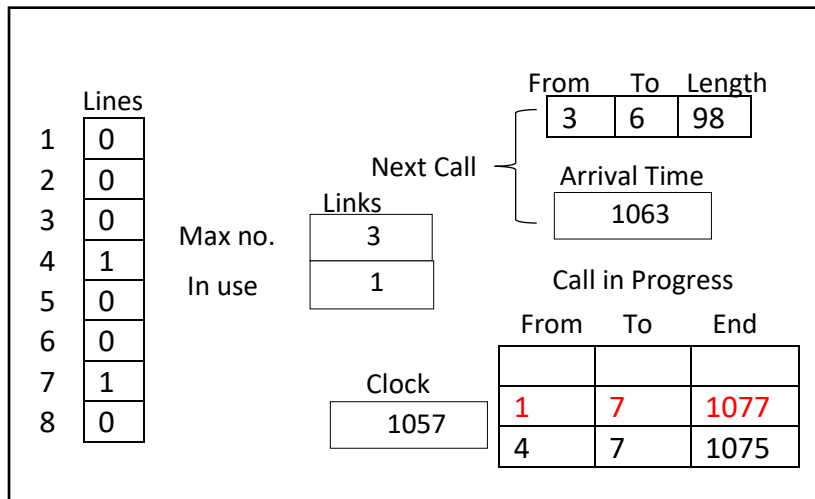 From To Length
3 6 98
Next Call
Arrival Time
1063
Lines
1 0
2 0
3 0
4 1
5 0
6 0
7 1
8 0
Links
Max no. 3
In use 1
Clock
1057
Call in Progress
From To End
1 7 1077
4 7 1075